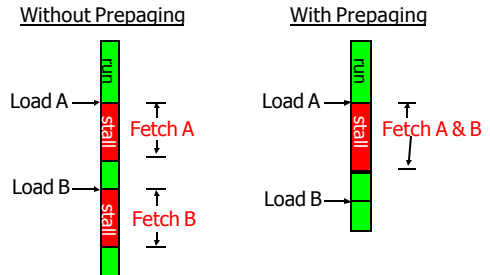 Without Prepaging
With Prepaging
run
run
Load A
Load A
stall
Fetch A
stall
Fetch A & B
Load B
Load B
stall
Fetch B